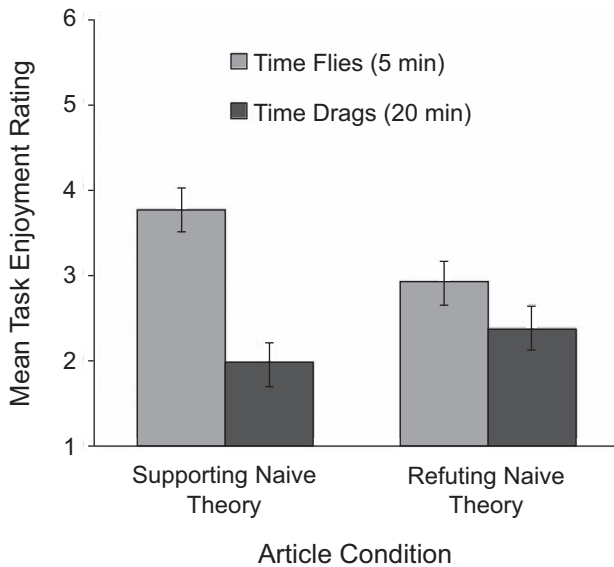 Mean Task Enjoyment Rating
6
5
4
3
2
1
Time Flies (5 min)
Time Drags (20 min)
Supporting Naive
Theory
Refuting Naive
Theory
Article Condition